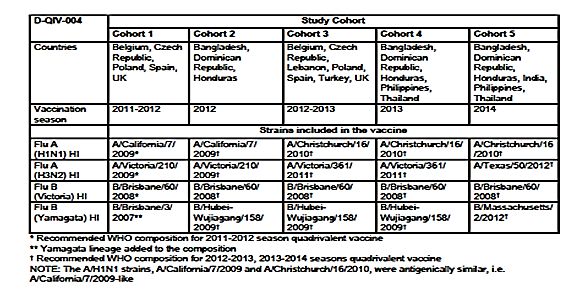 D-QIV-004 Study Cohort
Cohort 1 Cohort 2 Cohort 3 Cohort 4 Cohort 5
Countries Belgium, Czech Republic, Poland, Spain, UK Bangladesh, Dominican Republic, Honduras Belgium, Czech Republic, Lebanon, Poland, Spain, Turkey, UK Bangladesh, Dominican Republic, Honduras, Philippines, Thailand Bangladesh, Dominican Republic, Honduras, India, Philippines, Thailand
Vaccination season 2011-2012 2012 2012-2013 2013 2014
Strains included in the vaccine
Flu A (H1N1) HI A/California/7/2009* A/California/7/2009† A/Christchurch/16/2010† A/Christchurch/16/2010† A/Christchurch/16/2010†
Flu A (H3N2) HI A/Victoria/210/2009* A/Victoria/210/2009† A/Victoria/361/2011† A/Victoria/361/2011† A/Texas/50/2012†
Flu B (Victoria) HI B/Brisbane/60/2008* B/Brisbane/60/2008† B/Brisbane/60/2008† B/Brisbane/60/2008† B/Brisbane/60/2008†
Flu B (Yamagata) HI B/Brisbane/3/2007** B/Hubei-Wujiagang/158/2009† B/Hubei-Wujiagang/158/2009† B/Hubei-Wujiagang/158/2009† B/Massachusetts/2/2012†
* Recommended WHO composition for 2011-2012 season quadrivalent vaccine
** Yamagata lineage added to the composition
† Recommended WHO composition for 2012-2013, 2013-2014 seasons quadrivalent vaccine
NOTE: The A/H1N1 strains, A/California/7/2009 and A/Christchurch/16/2010, were antigenically similar, i.e.
A/California/7/2009-like